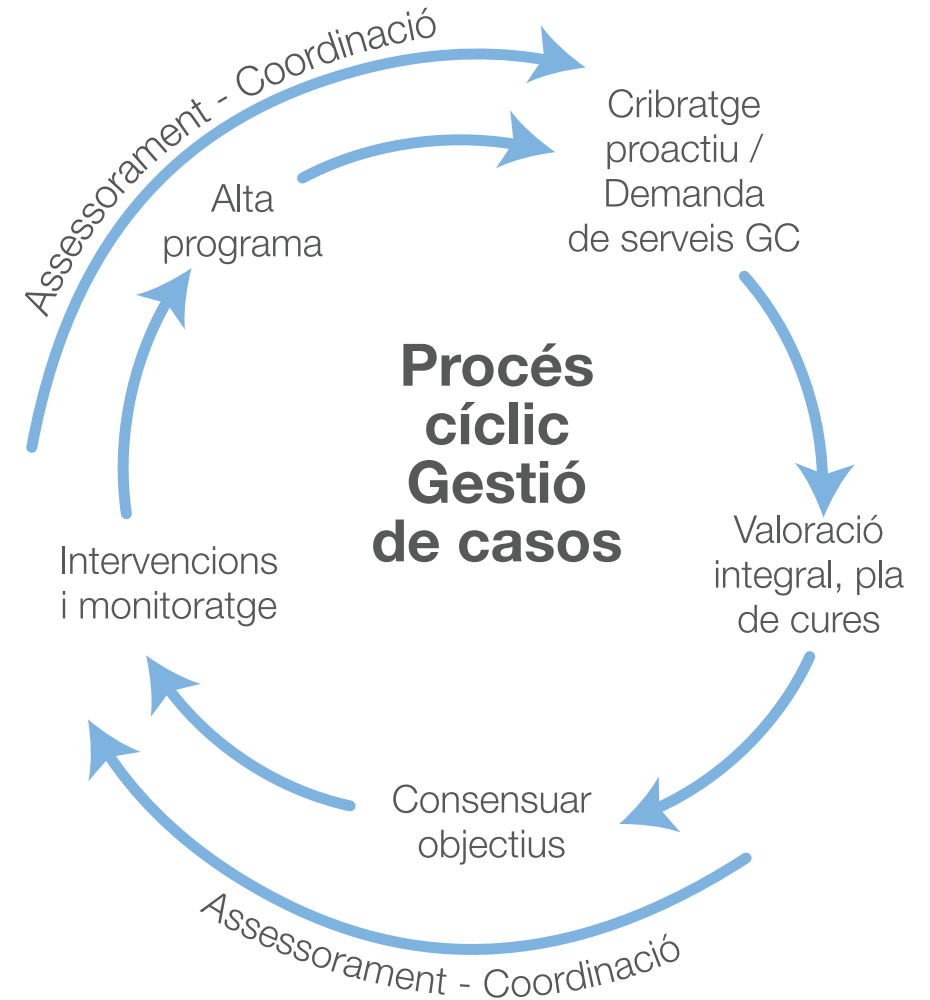 Assessorament - Coordinació
Cribratge
proactiu /
Demanda
de serveis GC
Alta
programa
Procés
cíclic
Gestió
de casos
Valoració
integral, pla
de cures
Intervencions
i monitoratge
Consensuar
objectius
Assessorament - Coordinació